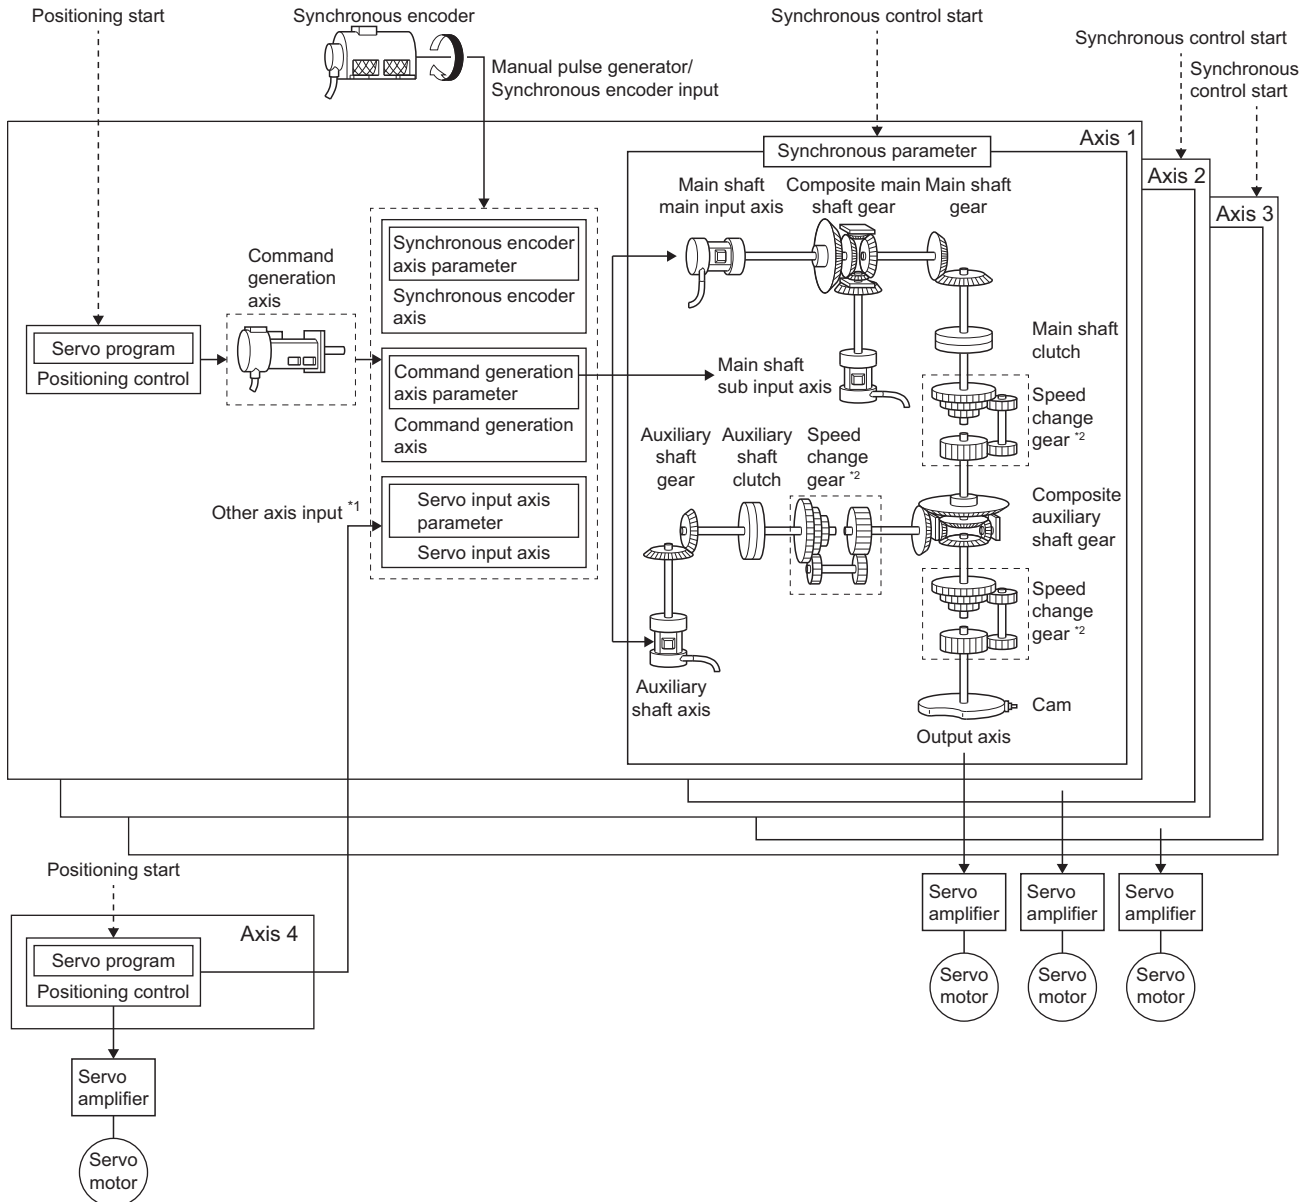 Positioning start
Synchronous encoder
Synchronous control start
Synchronous control start
Synchronous
control start
Manual pulse generator/
Synchronous encoder input
Axis 1
Axis 2
Axis 3
Synchronous parameter
Main shaft
main input axis
Composite main
shaft gear
Main shaft
gear
Synchronous encoder
axis parameter
Synchronous encoder
axis
Command
generation
axis
Servo program
Positioning control
Command generation
axis parameter
Command generation
axis
Main shaft
sub input axis
Main shaft
clutch
Speed
change
gear *2
Auxiliary
shaft
gear
Auxiliary
shaft
clutch
Speed
change
gear *2
Other axis input *1
Servo input axis
parameter
Servo input axis
Composite
auxiliary
shaft gear
Speed
change
gear *2
Auxiliary
shaft axis
Cam
Output axis
Positioning start
Axis 4
Servo program
Positioning control
Servo
amplifier
Servo
motor
Servo
amplifier
Servo
amplifier
Servo
amplifier
Servo
motor
Servo
motor
Servo
motor